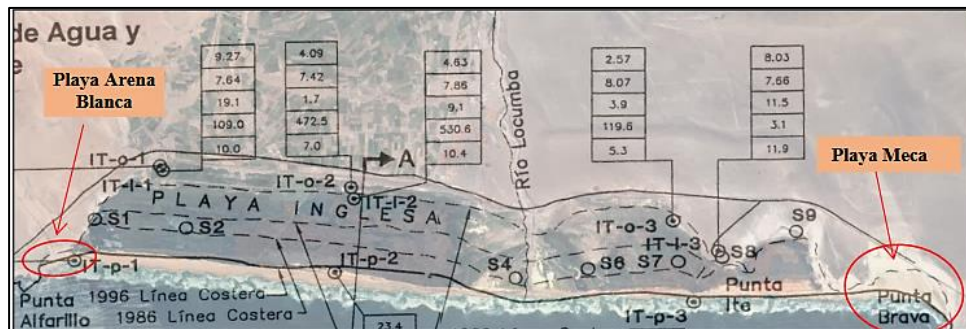 de Agua y
e
Playa Arena
Blanca
9.27
7.64
19.1
109.0
10.0
4.09
7.42
1.7
472.5
7.0
4.63
7.86
9.1
530.6
10.4
2.57
8.07
3.9
119.6
5.3
8.03
7.66
11.5
3.1
11.9
Playa Meca
Río Locumba
A
IT-o-1
IT-l-1
IT-o-2
IT-l-2
PLAYA INGLESA
S1
S2
IT-o-3
IT-l-3
S9
S8
S4
S6
S7
IT-p-1
IT-p-2
IT-p-3
Punta
Ite
Punta
Brava
Punta
Alfarillo
1996 Línea Costera
1986 Línea Costera
23.4